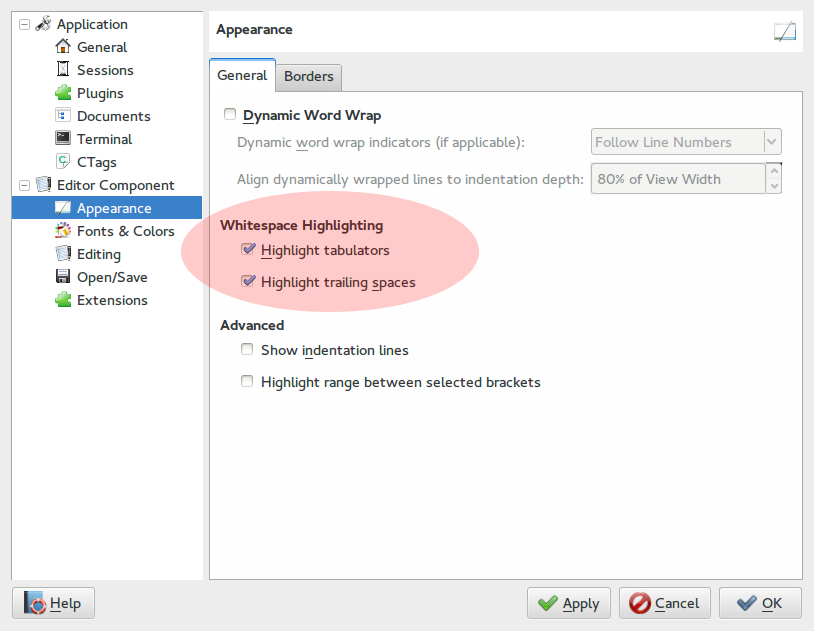 Application
General
Sessions
Plugins
Documents
Terminal
CTags
Editor Component
Appearance
Fonts & Colors
Editing
Open/Save
Extensions
Appearance
General Borders
Dynamic Word Wrap
Dynamic word wrap indicators (if applicable): Follow Line Numbers
Align dynamically wrapped lines to indentation depth: 80% of View Width
Whitespace Highlighting
Highlight tabulators
Highlight trailing spaces
Advanced
Show indentation lines
Highlight range between selected brackets
Help Apply Cancel OK